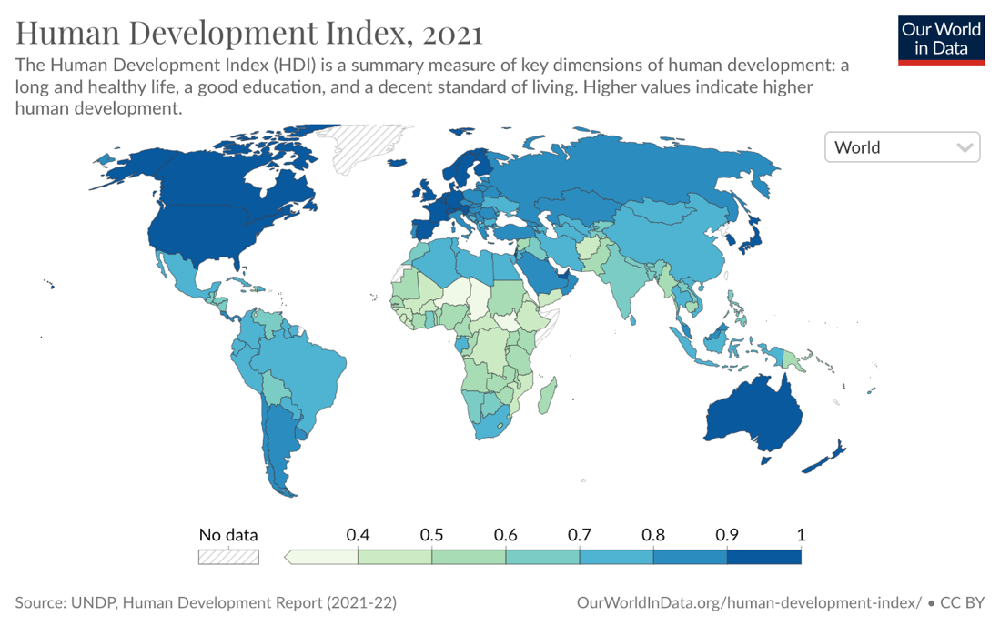 Human Development Index, 2021
Our World
in Data
The Human Development Index (HDI) is a summary measure of key dimensions of human development: a
long and healthy life, a good education, and a decent standard of living. Higher values indicate higher
human development.
World
No data
0.4 0.5 0.6 0.7 0.8 0.9 1
Source: UNDP, Human Development Report (2021-22)
OurWorldInData.org/human-development-index/ • CC BY